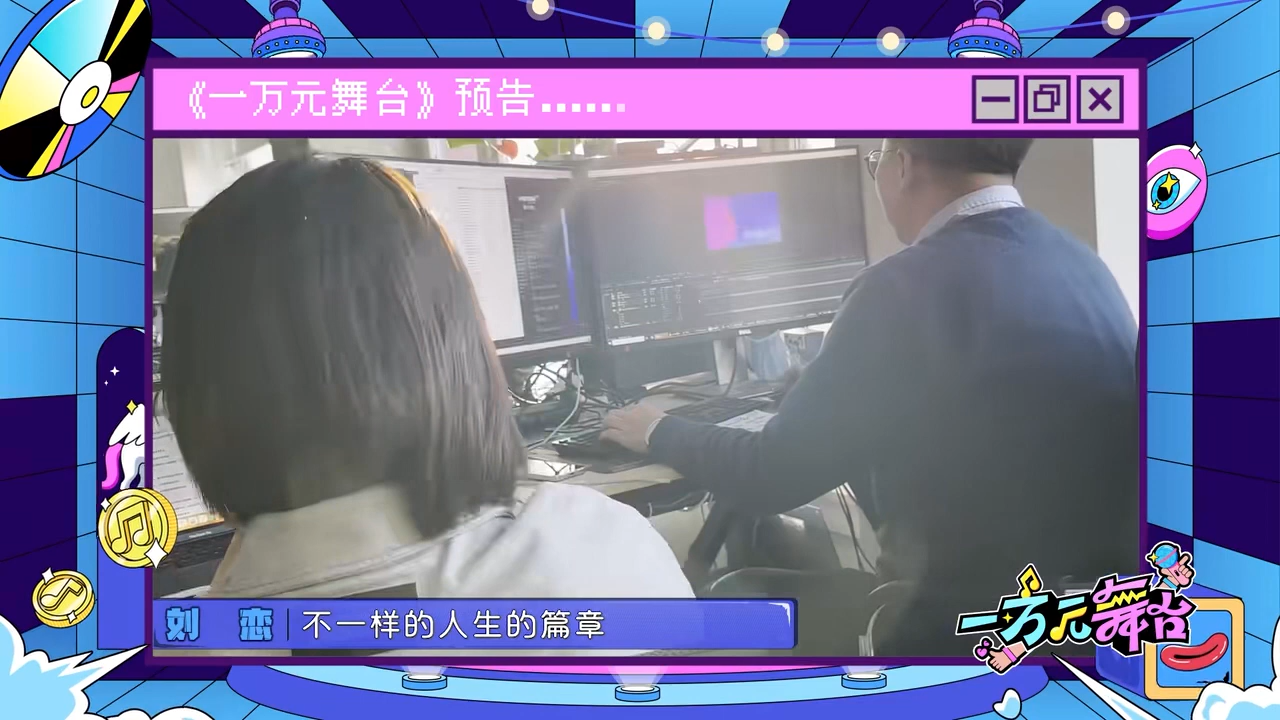 《一万元舞台》预告......
刘 恋 不一样的人生的篇章
一万元舞台